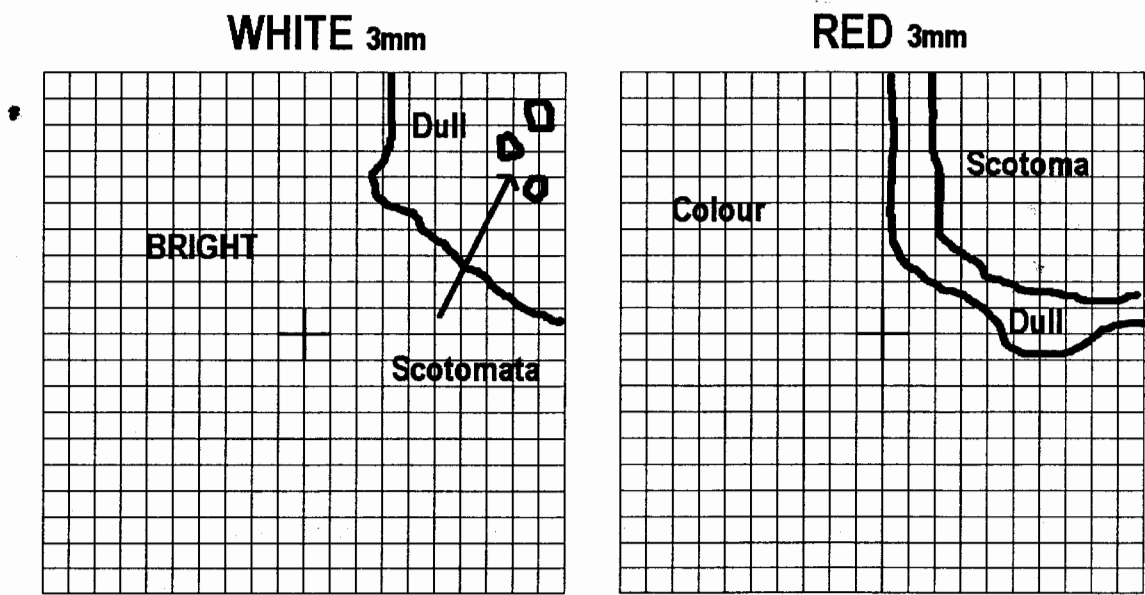 WHITE 3mm
RED 3mm
Dull
BRIGHT
Scotomata
Scotoma
Colour
Dull